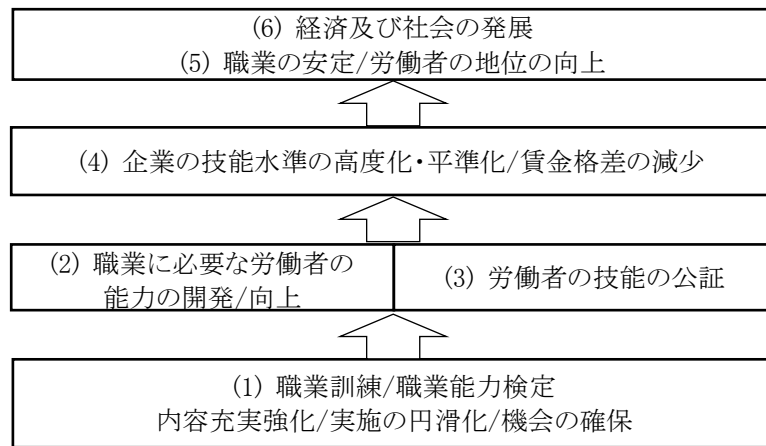 (6) 経済及び社会の発展
(5) 職業の安定/労働者の地位の向上
(4) 企業の技能水準の高度化・平準化/賃金格差の減少
(2) 職業に必要な労働者の
能力の開発/向上
(3) 労働者の技能の公証
(1) 職業訓練/職業能力検定
内容充実強化/実施の円滑化/機会の確保